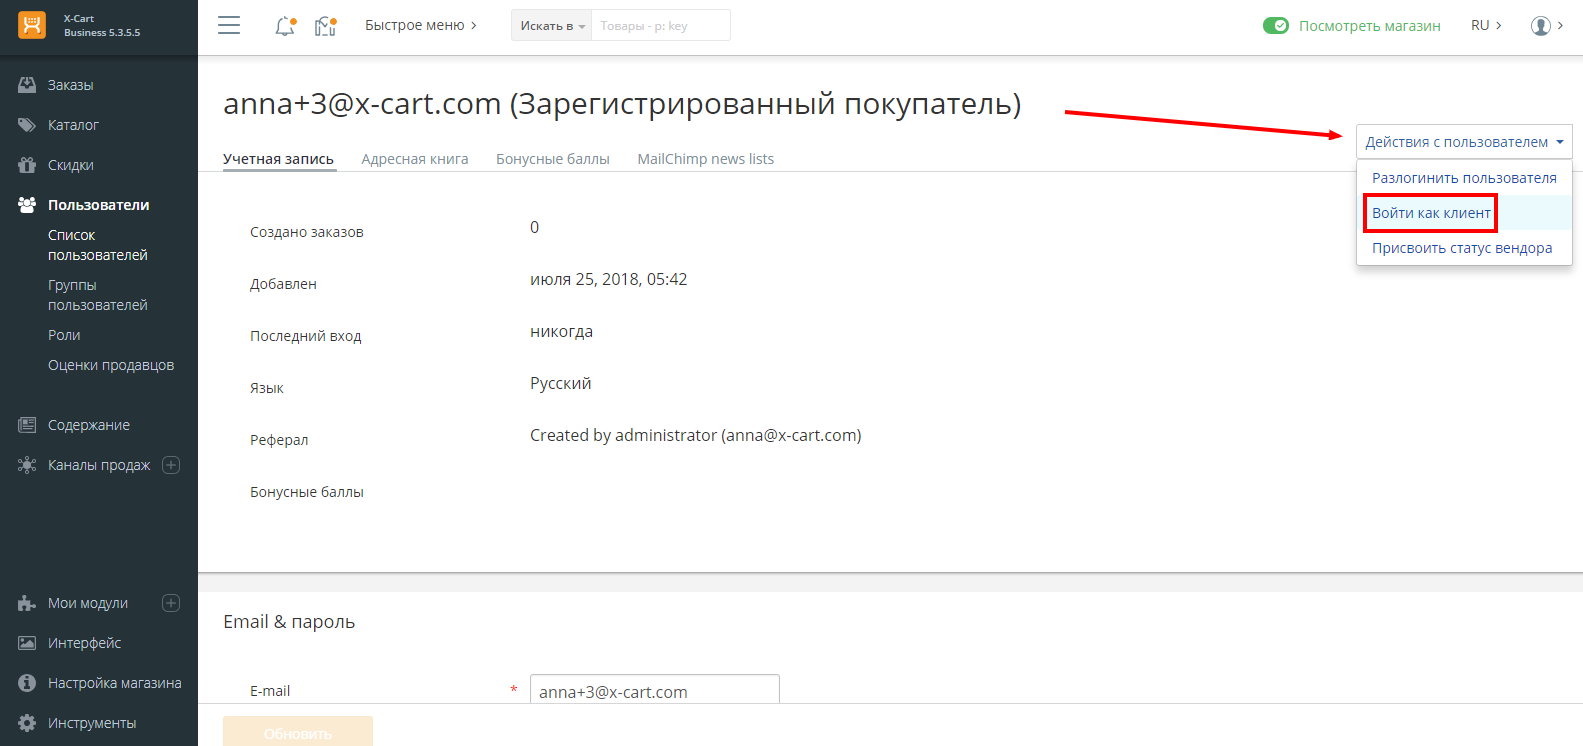 X-Cart
Business 5.3.5.5
Быстрое меню
Искать в
Товары - p: key
Посмотреть магазин
RU
Заказы
Каталог
Скидки
Пользователи
Список
пользователей
Группы
пользователей
Роли
Оценки продавцов
Содержание
Каналы продаж
Мои модули
Интерфейс
Настройка магазина
Инструменты
anna+3@x-cart.com (Зарегистрированный покупатель)
Действия с пользователем
Разлогинить пользователя
Войти как клиент
Присвоить статус вендора
Учетная запись
Адресная книга
Бонусные баллы
MailChimp news lists
Создано заказов
0
Добавлен
июля 25, 2018, 05:42
Последний вход
никогда
Язык
Русский
Реферал
Created by administrator (anna@x-cart.com)
Бонусные баллы
Email & пароль
E-mail
*
anna+3@x-cart.com
Обновить